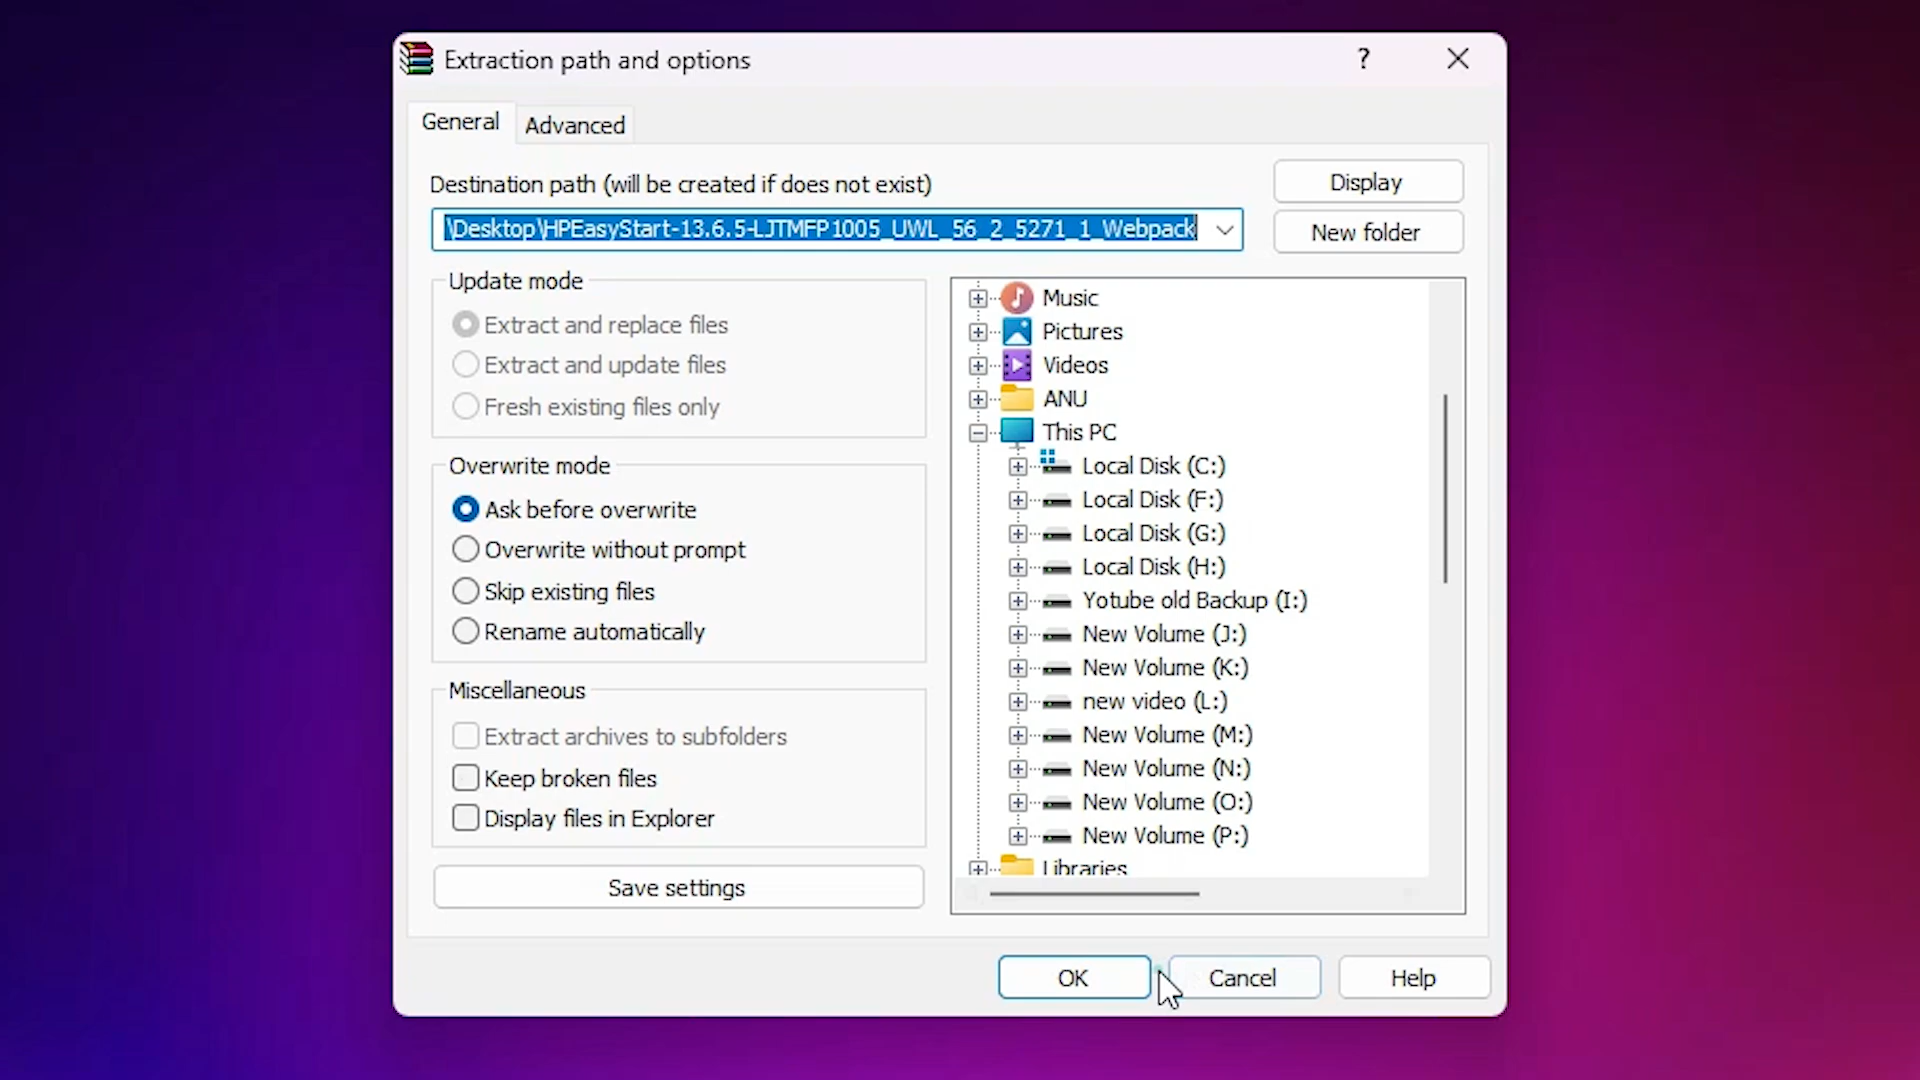 Extraction path and options
?
General
Advanced
Destination path (will be created if does not exist)
Display
\Desktop\HPEasyStart-13.6.5-LJTMFP1005_UWL_56_2_5271_1_Webpack
New folder
Update mode
Extract and replace files
Extract and update files
Fresh existing files only
Overwrite mode
Ask before overwrite
Overwrite without prompt
Skip existing files
Rename automatically
Miscellaneous
Extract archives to subfolders
Keep broken files
Display files in Explorer
Save settings
Music
Pictures
Videos
ANU
This PC
Local Disk (C:)
Local Disk (F:)
Local Disk (G:)
Local Disk (H:)
Yotube old Backup (I:)
New Volume (J:)
New Volume (K:)
new video (L:)
New Volume (M:)
New Volume (N:)
New Volume (O:)
New Volume (P:)
Libraries
OK
Cancel
Help